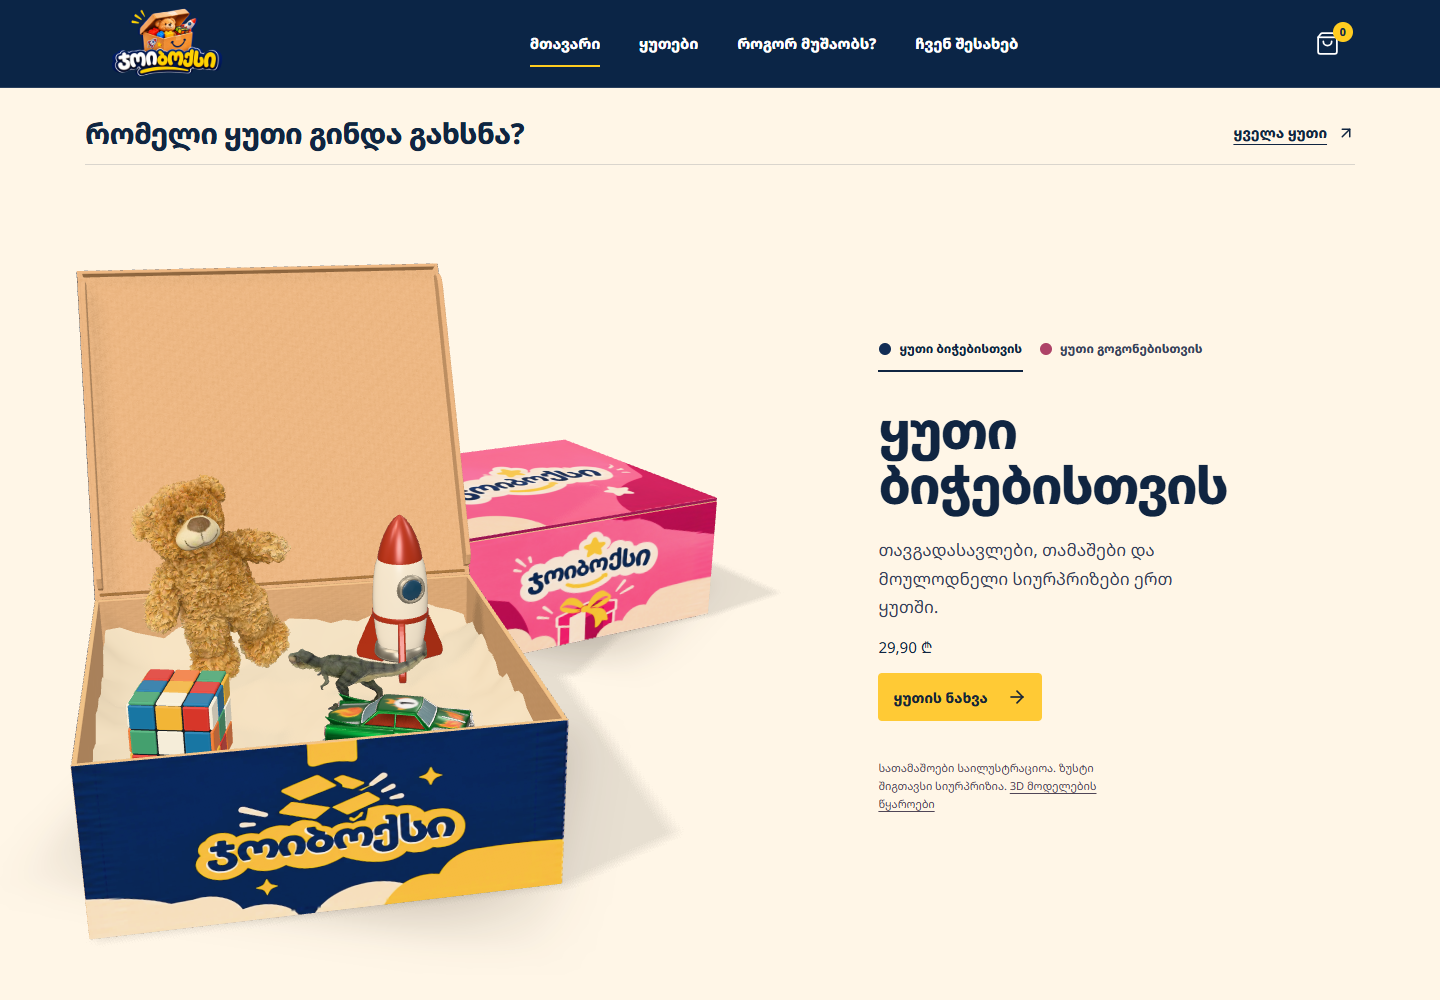 ჯოიბოქსი
მთავარი
ყუთები
როგორ მუშაობს?
ჩვენ შესახებ
0
რომელი ყუთი გინდა გახსნა?
ყველა ყუთი
ყუთი ბიჭებისთვის
ყუთი გოგონებისთვის
ყუთი
ბიჭებისთვის
თავგადასავლები, თამაშები და
მოულოდნელი სიურპრიზები ერთ
ყუთში.
29,90 ₾
ყუთის ნახვა
სათამაშოები საილუსტრაციოა. ზუსტი
შიგთავსი სიურპრიზია. 3D მოდელების
წყაროები
ჯოიბოქსი
ჯოიბოქსი
1
ჯოიბოქსი